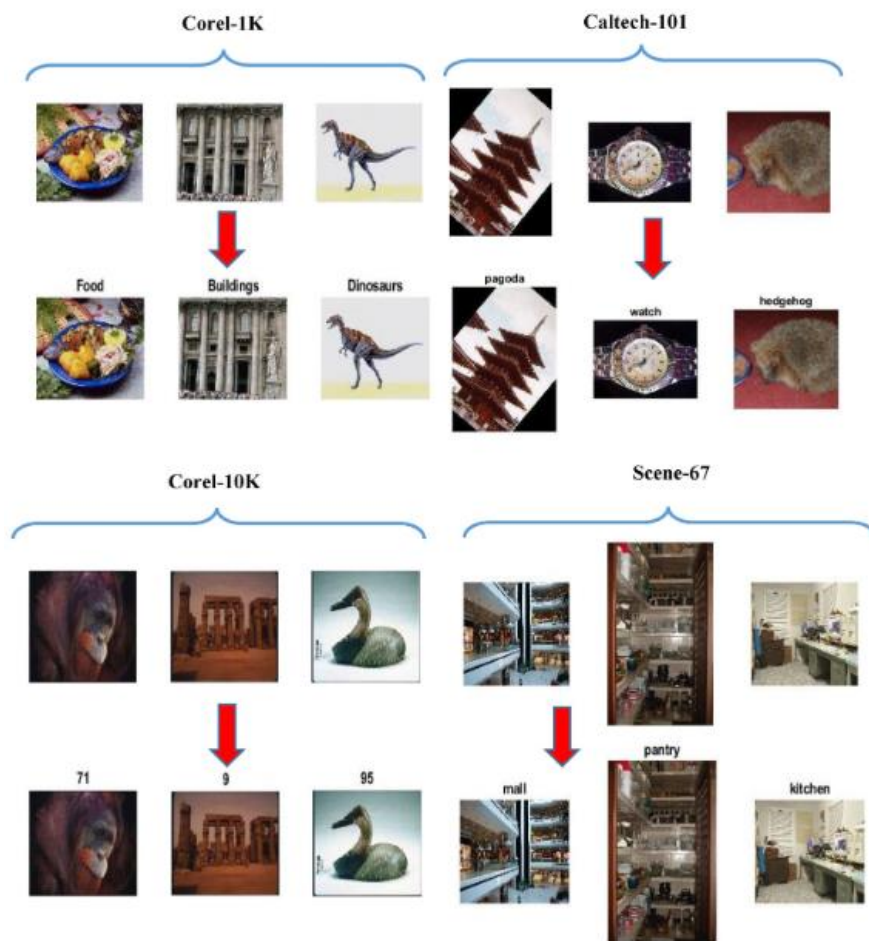 Corel-1K
Caltech-101
Food
Buildings
Dinosaurs
pagoda
watch
hedgehog
Corel-10K
Scene-67
71
9
95
mall
pantry
kitchen